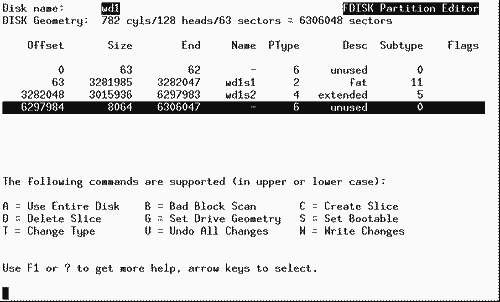 Disk name: wd1 FDISK Partition Editor
DISK Geometry: 782 cyls/128 heads/63 sectors = 6306048 sectors
Offset Size End Name PType Desc Subtype Flags
0 63 62 - 6 unused 0
63 3281985 3282047 wd1s1 2 fat 11
3282048 3015936 6297983 wd1s2 4 extended 5
6297984 8064 6306047 - 6 unused 0
The following commands are supported (in upper or lower case):
A = Use Entire Disk B = Bad Block Scan C = Create Slice
D = Delete Slice G = Set Drive Geometry S = Set Bootable
T = Change Type U = Undo All Changes W = Write Changes
Use F1 or ? to get more help, arrow keys to select.